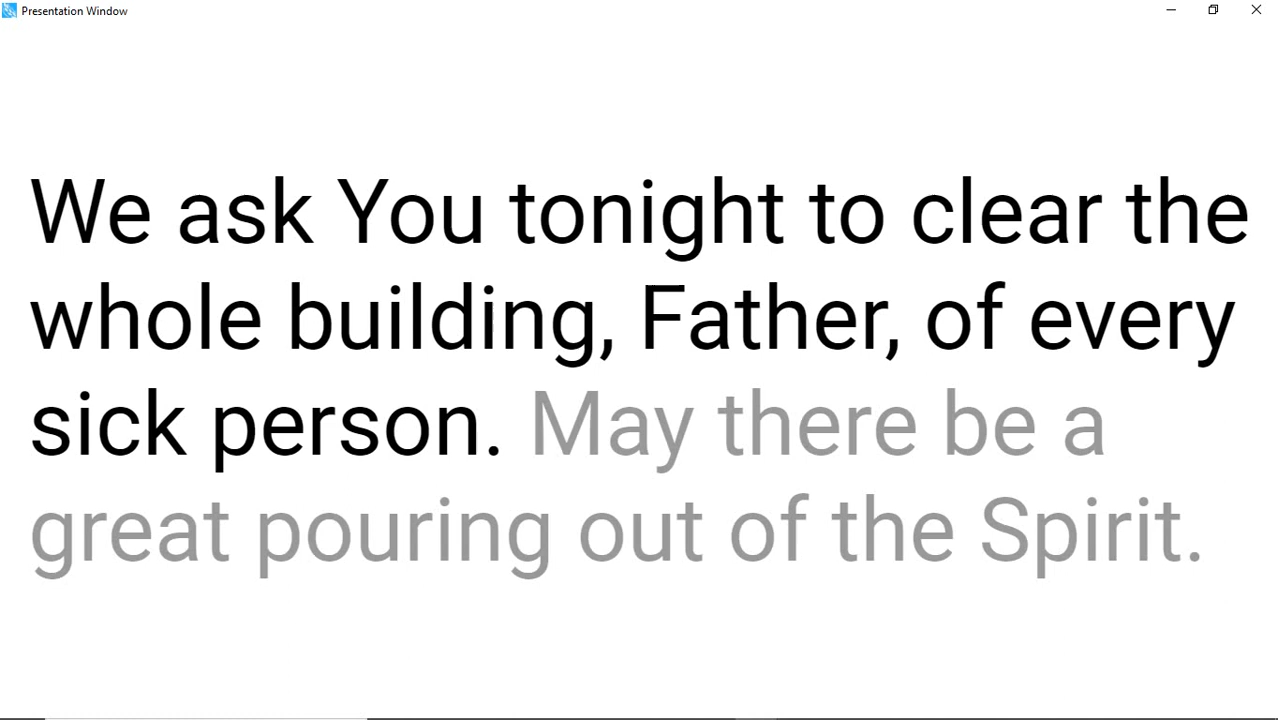 Presentation Window
We ask You tonight to clear the
whole building, Father, of every
sick person. May there be a
great pouring out of the Spirit.